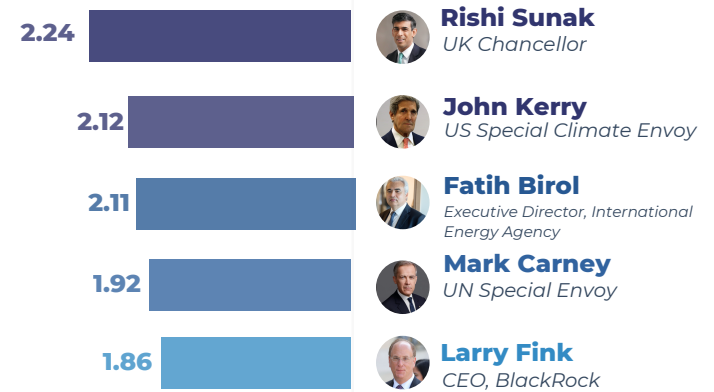 2.24
Rishi Sunak
UK Chancellor
2.12
John Kerry
US Special Climate Envoy
2.11
Fatih Birol
Executive Director, International
Energy Agency
1.92
Mark Carney
UN Special Envoy
1.86
Larry Fink
CEO, BlackRock